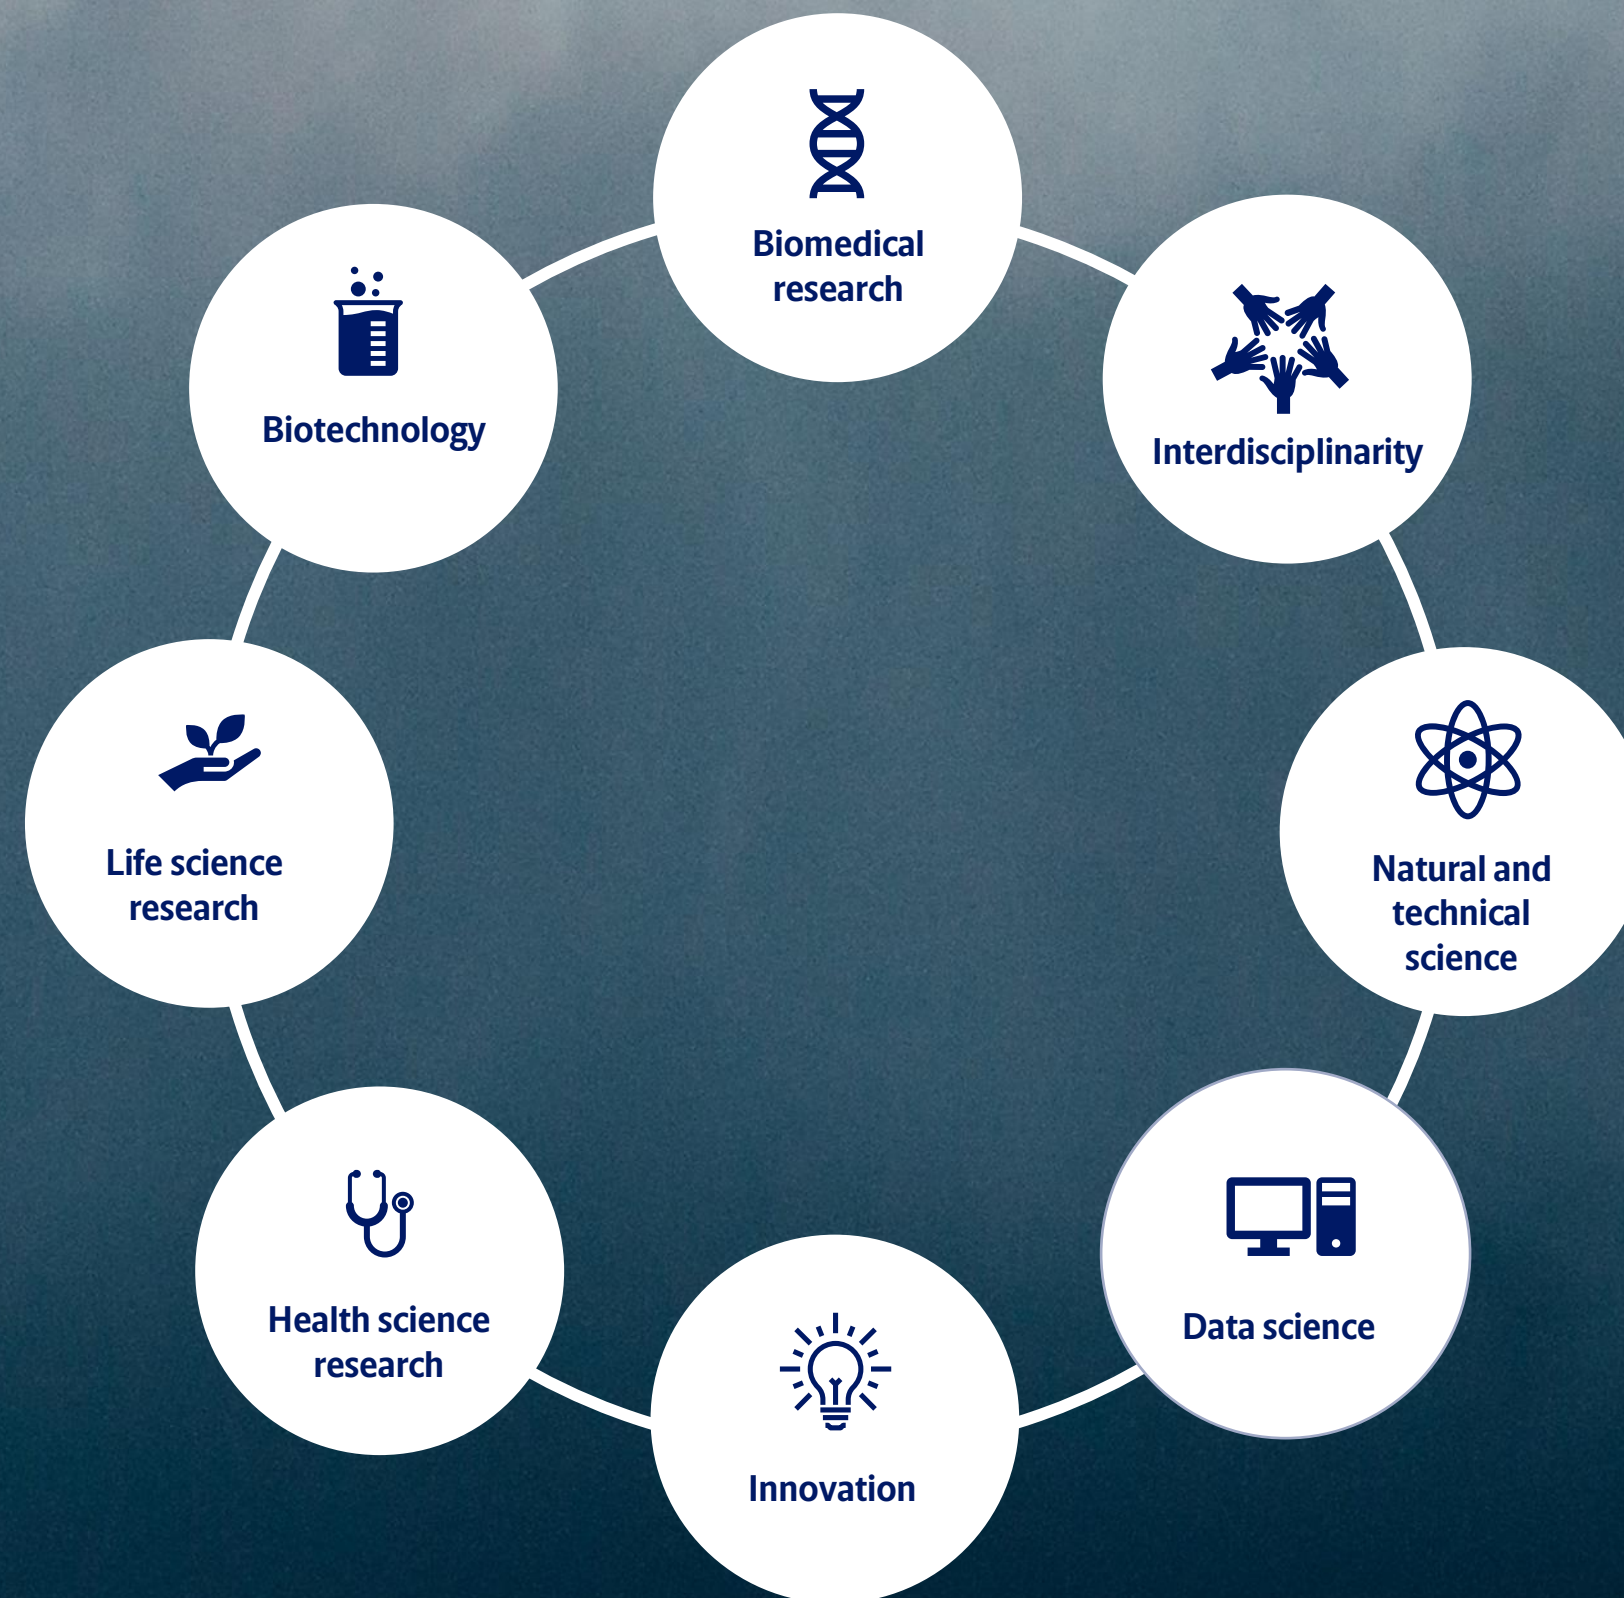 Biomedical
research
Interdisciplinarity
Natural and
technical
science
Data science
Innovation
Health science
research
Life science
research
Biotechnology